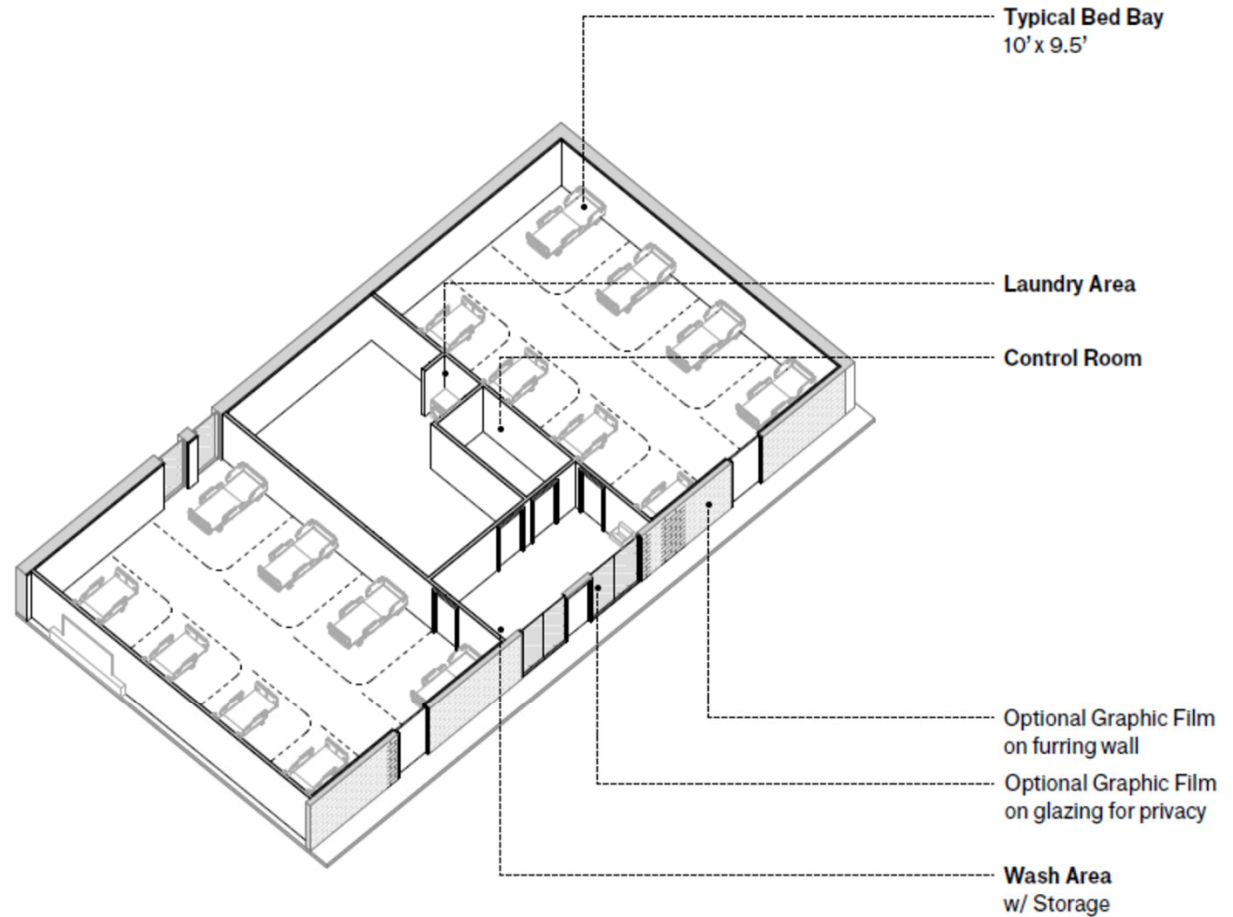 Typical Bed Bay
10’ x 9.5’
Laundry Area
Control Room
Optional Graphic Film
on furring wall
Optional Graphic Film
on glazing for privacy
Wash Area
w/ Storage